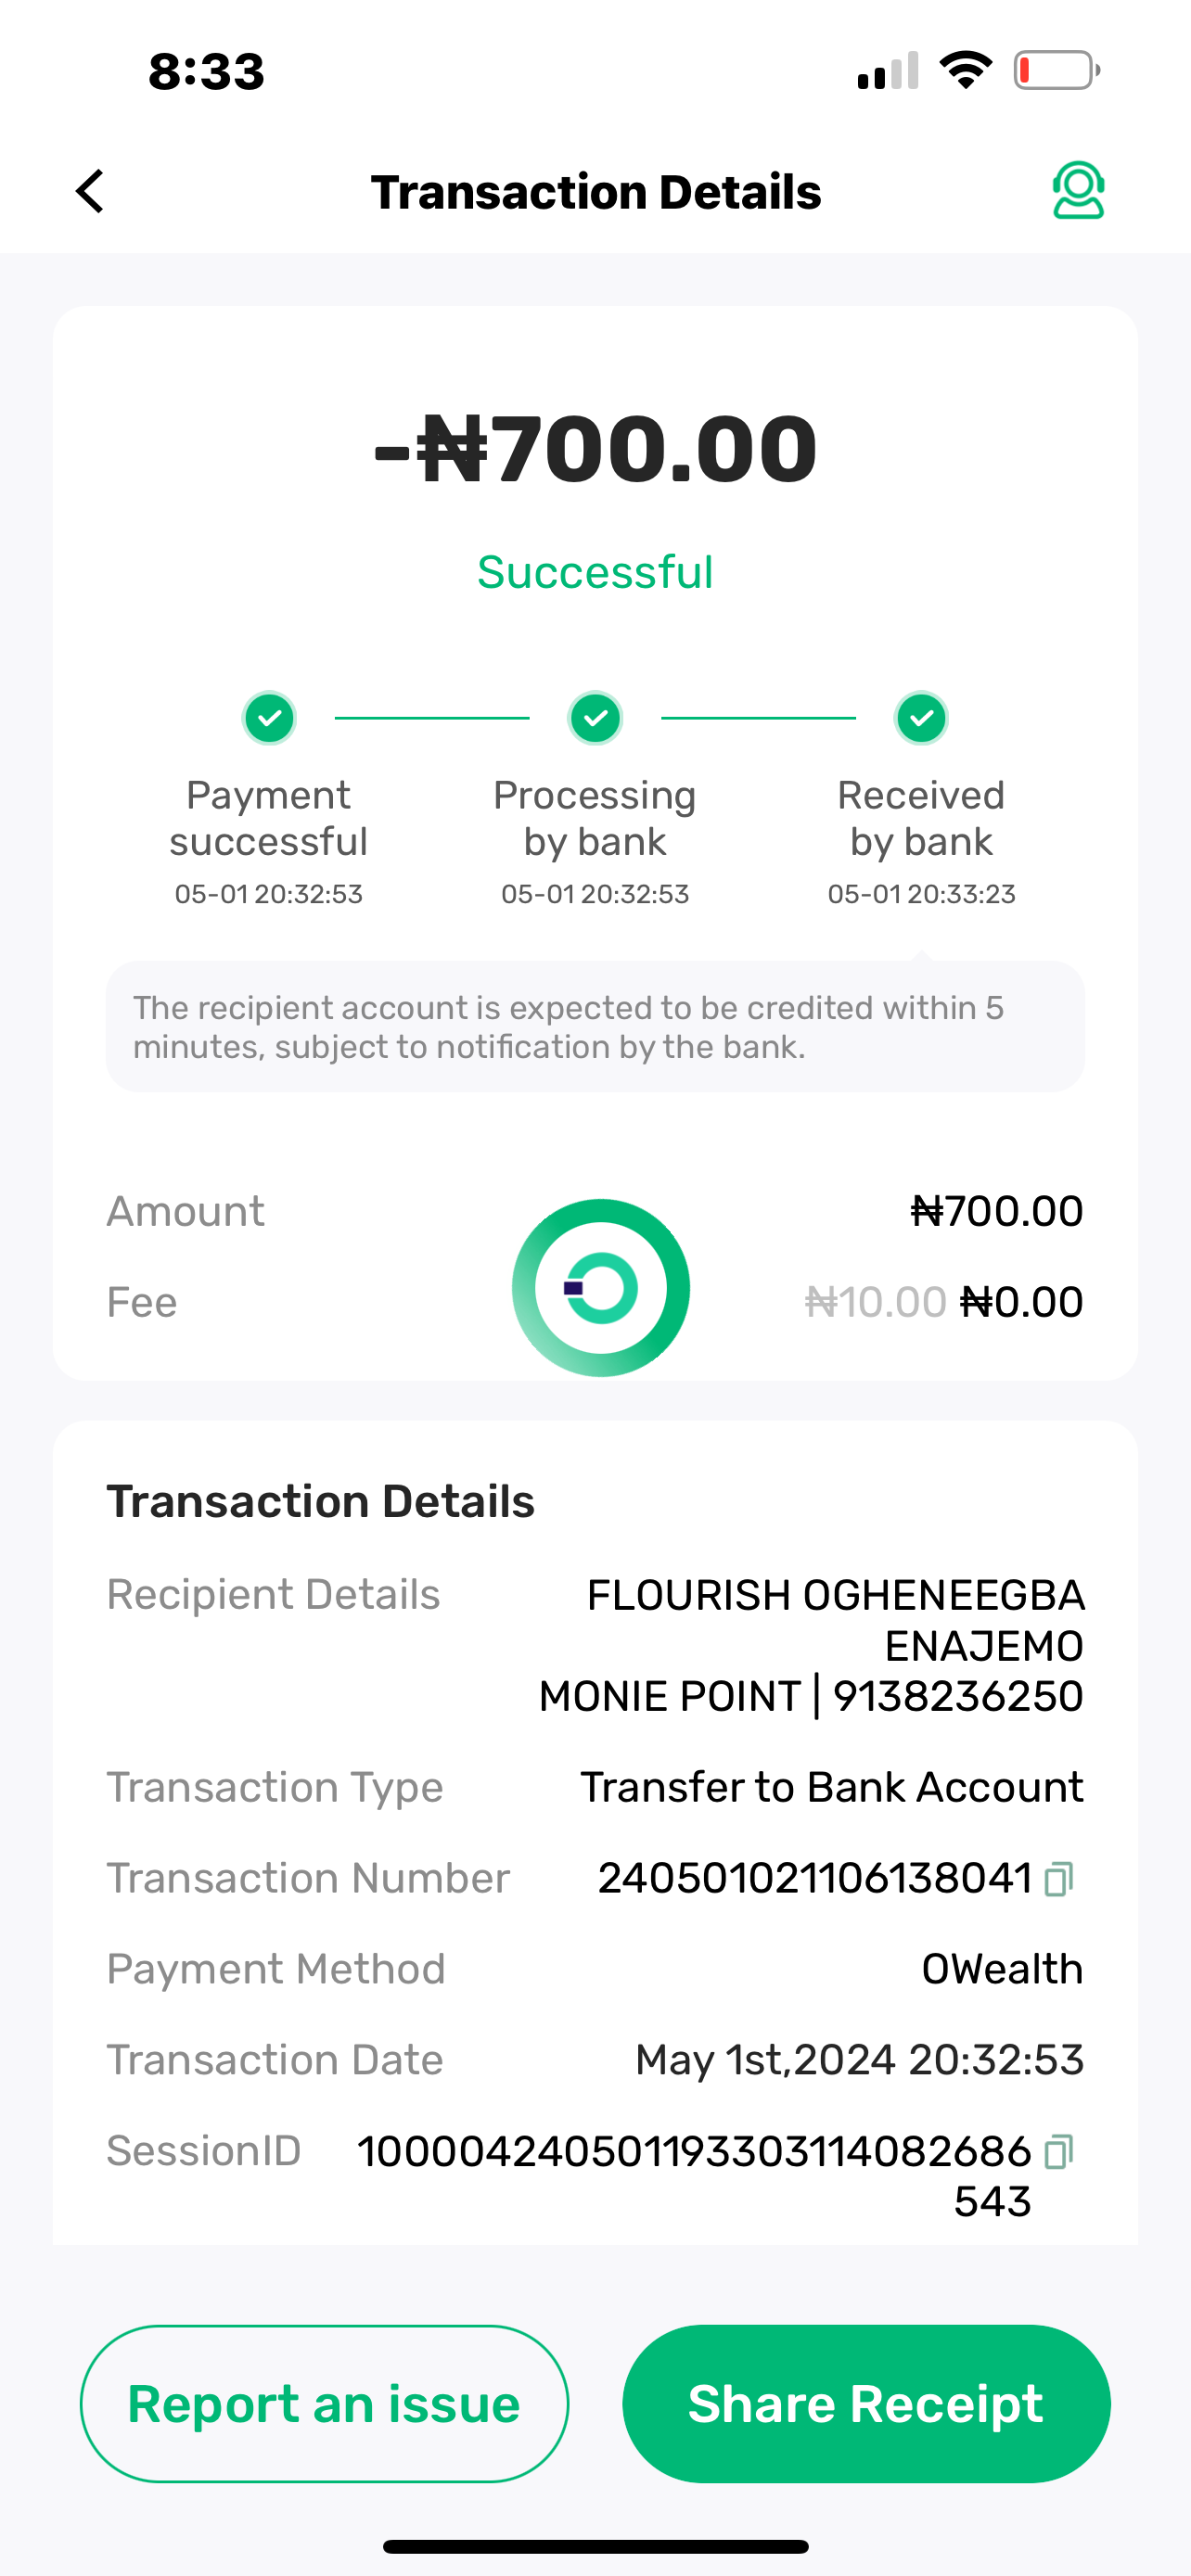 8:33
Transaction Details
-₦700.00
Successful
Payment successful
Processing by bank
Received by bank
05-01 20:32:53
05-01 20:32:53
05-01 20:33:23
The recipient account is expected to be credited within 5
minutes, subject to notification by the bank.
Amount ₦700.00
Fee ₦10.00 ₦0.00
Transaction Details
Recipient Details FLOURISH OGHENEEGBA
ENAJEMO
MONIE POINT | 9138236250
Transaction Type Transfer to Bank Account
Transaction Number 240501021106138041
Payment Method OWealth
Transaction Date May 1st,2024 20:32:53
SessionID 100004240501193303114082686
543
Report an issue
Share Receipt